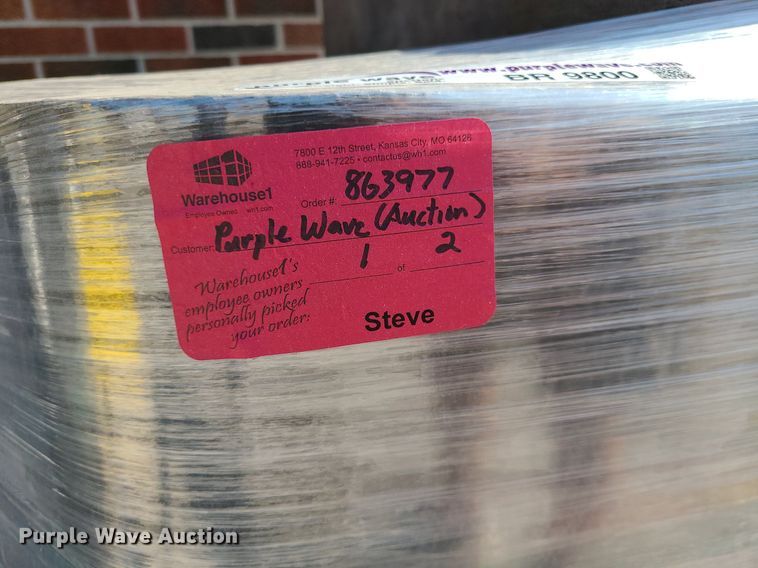 purple wave www.purplewave.com
BR 9800
7800 E 12th Street, Kansas City, MO 64126
888-941-7225 • contactus@wh1.com
Warehouse1
Employee Owned wh1.com
Order #: 863977
Customer: Purple Wave (Auction)
1 of 2
Warehouse1's
employee owners
personally picked
your order:
Steve
Purple Wave Auction